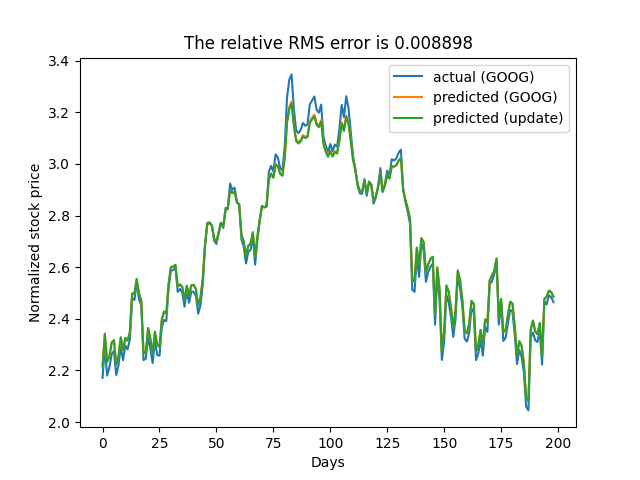 The relative RMS error is 0.008898
Normalized stock price
3.4
3.2
3.0
2.8
2.6
2.4
2.2
2.0
actual (GOOG)
predicted (GOOG)
predicted (update)
0 25 50 75 100 125 150 175 200
Days